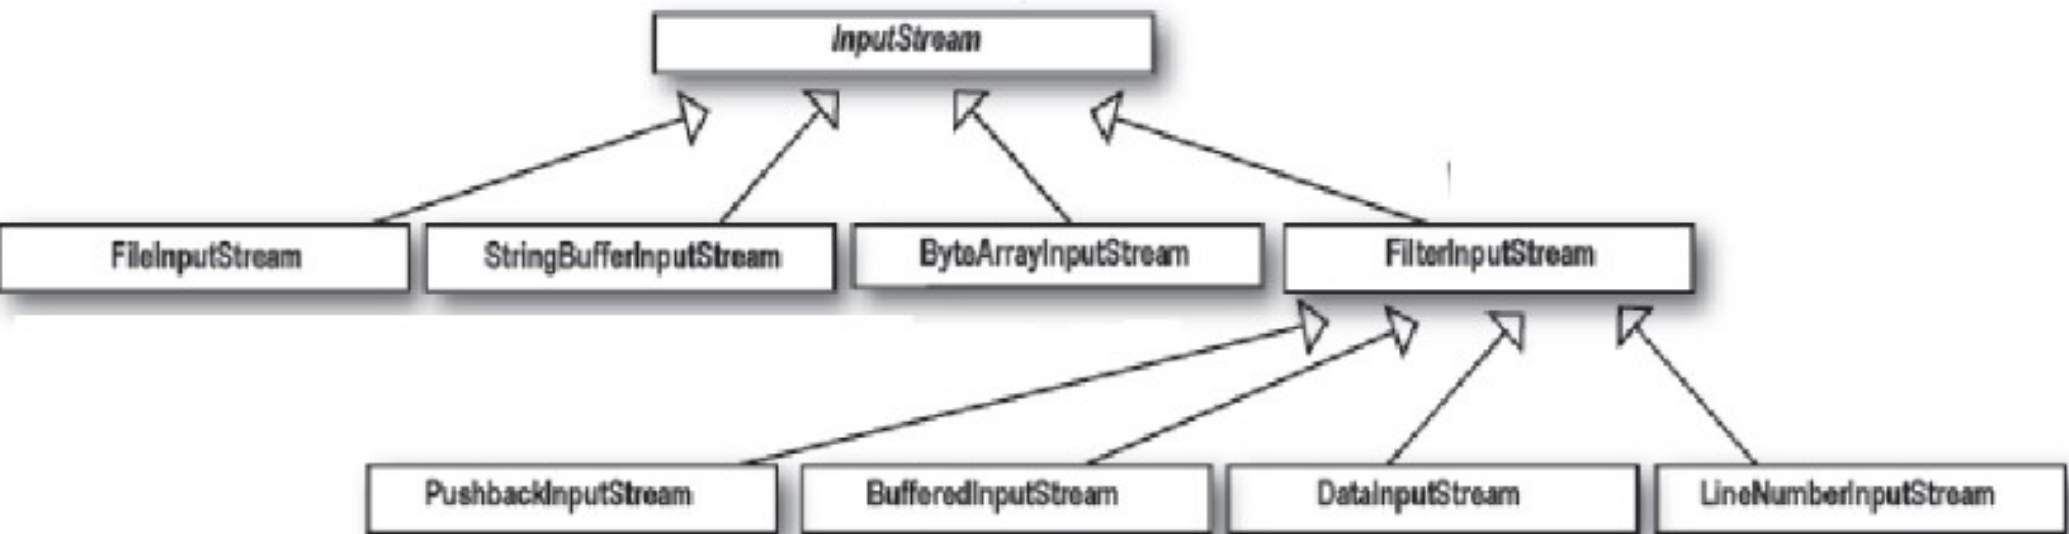 InputStream
FileInputStream
StringBufferInputStream
ByteArrayInputStream
FilterInputStream
PushbackInputStream
BufferedInputStream
DataInputStream
LineNumberInputStream